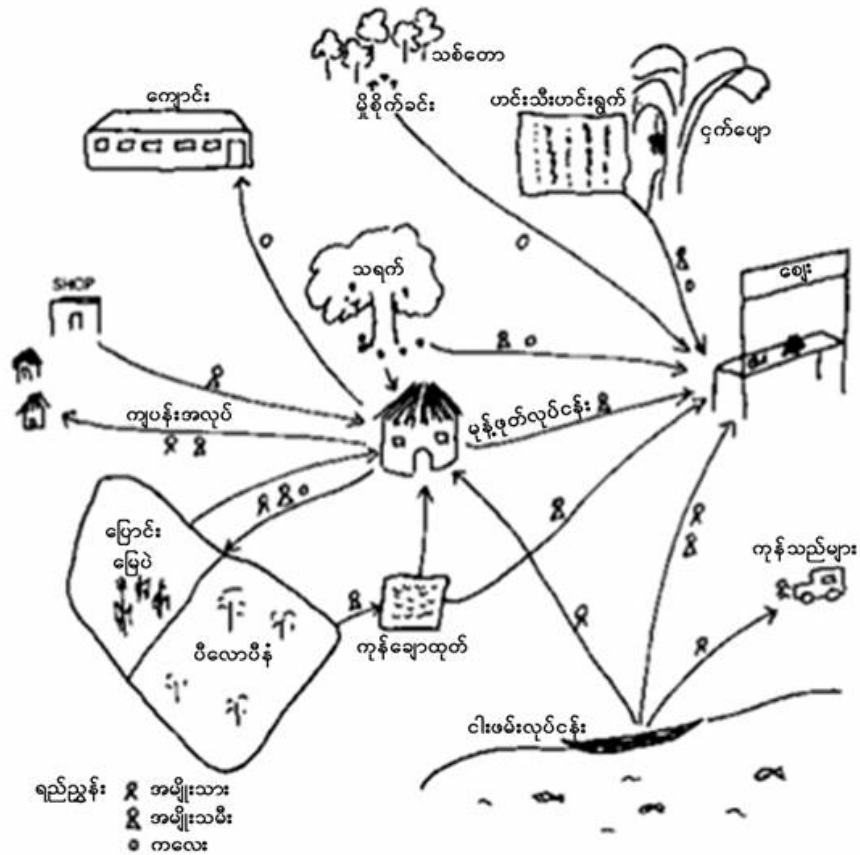 သစ်တော
ကျောင်း
မှိုစိုက်ခင်း
ဟင်းသီးဟင်းရွက်
ငှက်ပျော
သရက်
ဈေး
SHOP
ကျပန်းအလုပ်
မုန့်ဖုတ်လုပ်ငန်း
ပြောင်း
မြေပဲ
ကုန်သည်များ
ပီလောပီနံ
ကုန်ချောထုတ်
ငါးဖမ်းလုပ်ငန်း
ရည်ညွှန်း အမျိုးသား
အမျိုးသမီး
ကလေး